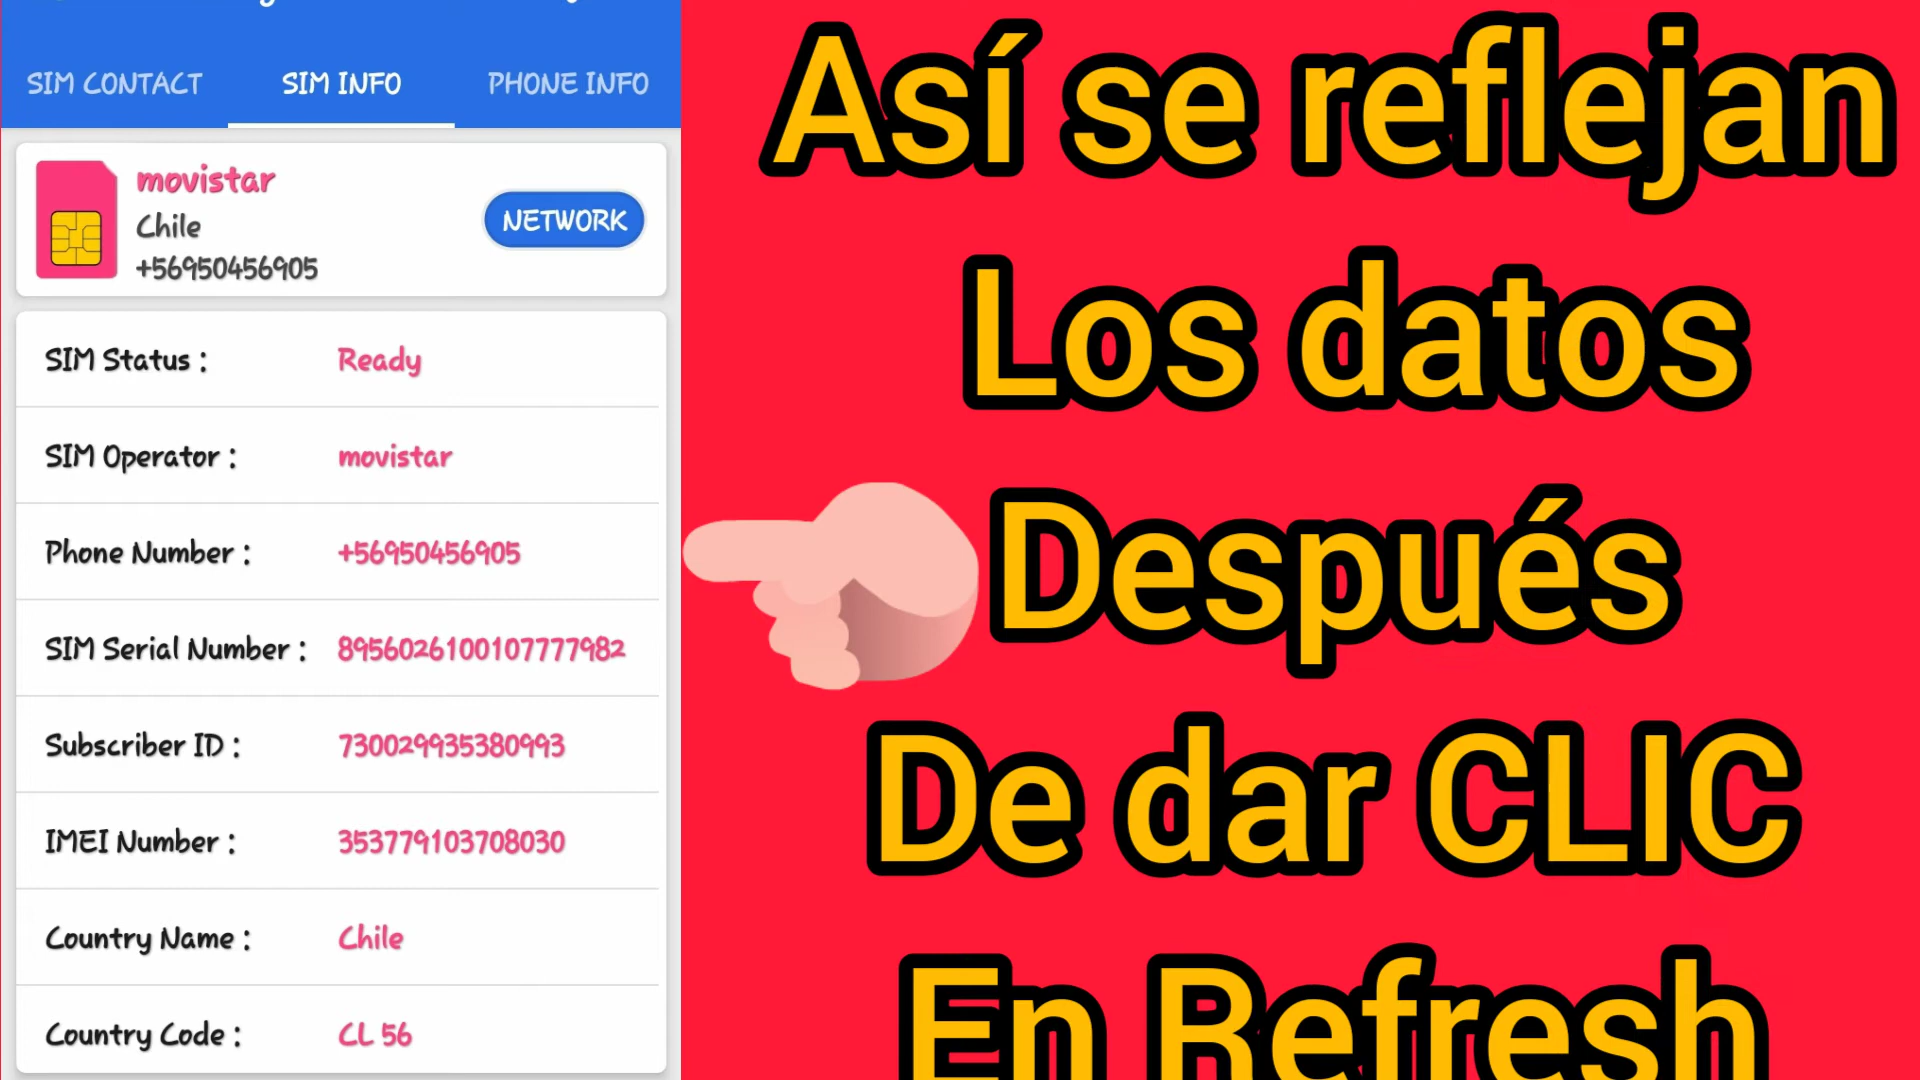 SIM CONTACT
SIM INFO
PHONE INFO
movistar
Chile
+56950456905
NETWORK
SIM Status : Ready
SIM Operator : movistar
Phone Number : +56950456905
SIM Serial Number : 8956026100107777982
Subscriber ID : 730029935380993
IMEI Number : 353779103708030
Country Name : Chile
Country Code : CL 56
Así se reflejan
Los datos
Después
De dar CLIC
En Refresh